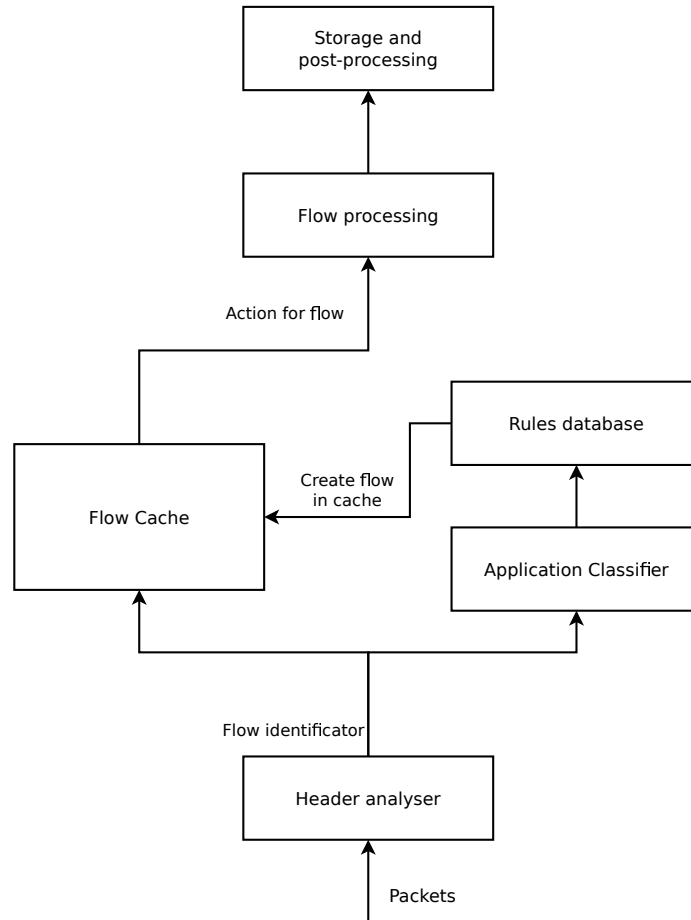 Storage and
post-processing
Flow processing
Action for flow
Rules database
Create flow
in cache
Flow Cache
Application Classifier
Flow identificator
Header analyser
Packets